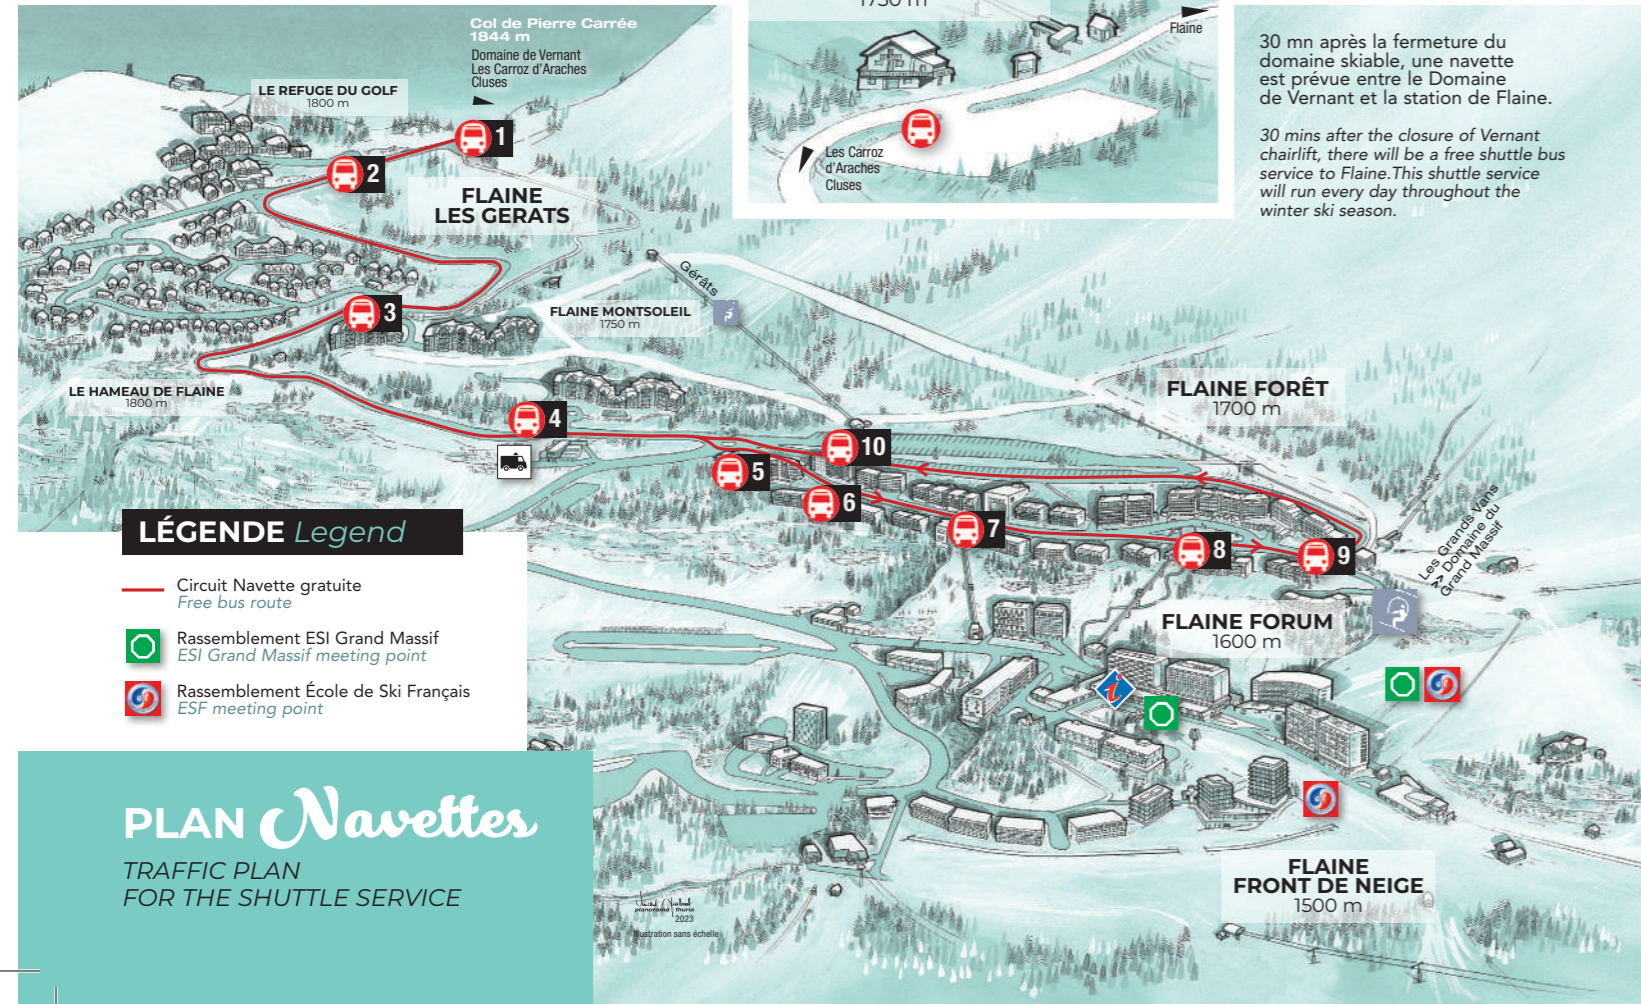 1750 m
Flaine
Les Carroz
d'Araches
Cluses
30 mn après la fermeture du
domaine skiable, une navette
est prévue entre le Domaine
de Vernant et la station de Flaine.
30 mins after the closure of Vernant
chairlift, there will be a free shuttle bus
service to Flaine.This shuttle service
will run every day throughout the
winter ski season.
Col de Pierre Carrée
1844 m
Domaine de Vernant
Les Carroz d'Araches
Cluses
LE REFUGE DU GOLF
1800 m
1
2
FLAINE
LES GERATS
Gérâts
3
FLAINE MONTSOLEIL
1750 m
LE HAMEAU DE FLAINE
1800 m
FLAINE FORÊT
1700 m
4
10
5
6
7
8
9
Les Grands Vans
>> Domaine du
Grand Massif
FLAINE FORUM
1600 m
i
FLAINE
FRONT DE NEIGE
1500 m
LÉGENDE Legend
Circuit Navette gratuite
Free bus route
Rassemblement ESI Grand Massif
ESI Grand Massif meeting point
Rassemblement École de Ski Français
ESF meeting point
PLAN Navettes
TRAFFIC PLAN
FOR THE SHUTTLE SERVICE
planorama thuria
2023
Illustration sans échelle